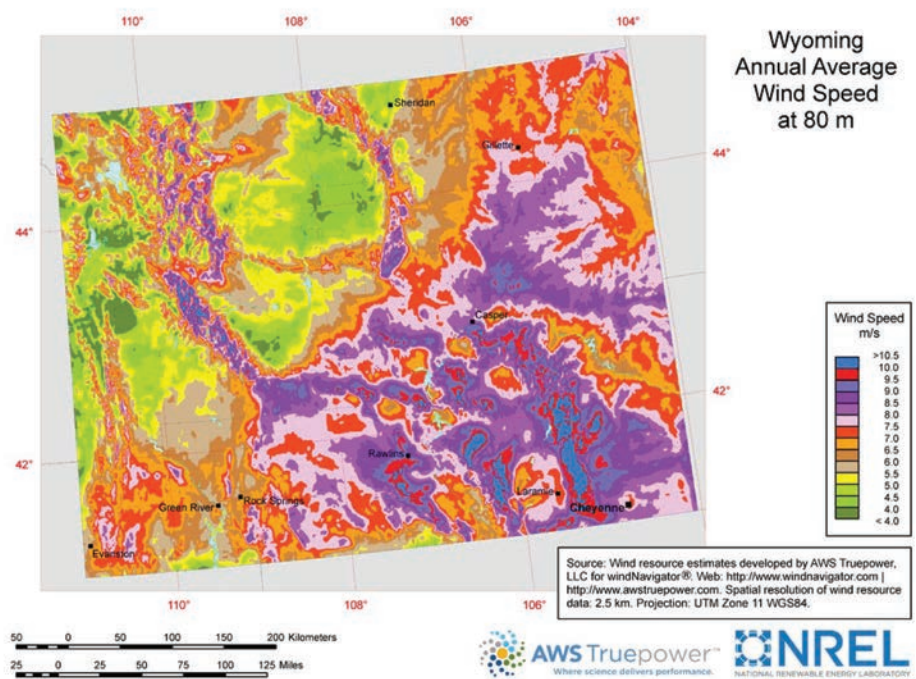 110°
108°
106°
104°
Wyoming
Annual Average
Wind Speed
at 80 m
Sheridan
Gillette
44°
44°
Casper
Wind Speed
m/s
>10.5
10.0
9.5
9.0
8.5
8.0
7.5
7.0
6.5
6.0
5.5
5.0
4.5
4.0
< 4.0
42°
42°
Rawlins
Laramie
Cheyenne
Rock Springs
Green River
Evanston
110°
108°
106°
Source: Wind resource estimates developed by AWS Truepower,
LLC for windNavigator®. Web: http://www.windnavigator.com |
http://www.awstruepower.com. Spatial resolution of wind resource
data: 2.5 km. Projection: UTM Zone 11 WGS84.
50 0 50 100 150 200 Kilometers
25 0 25 50 75 100 125 Miles
AWS Truepower™
Where science delivers performance.
NREL
NATIONAL RENEWABLE ENERGY LABORATORY